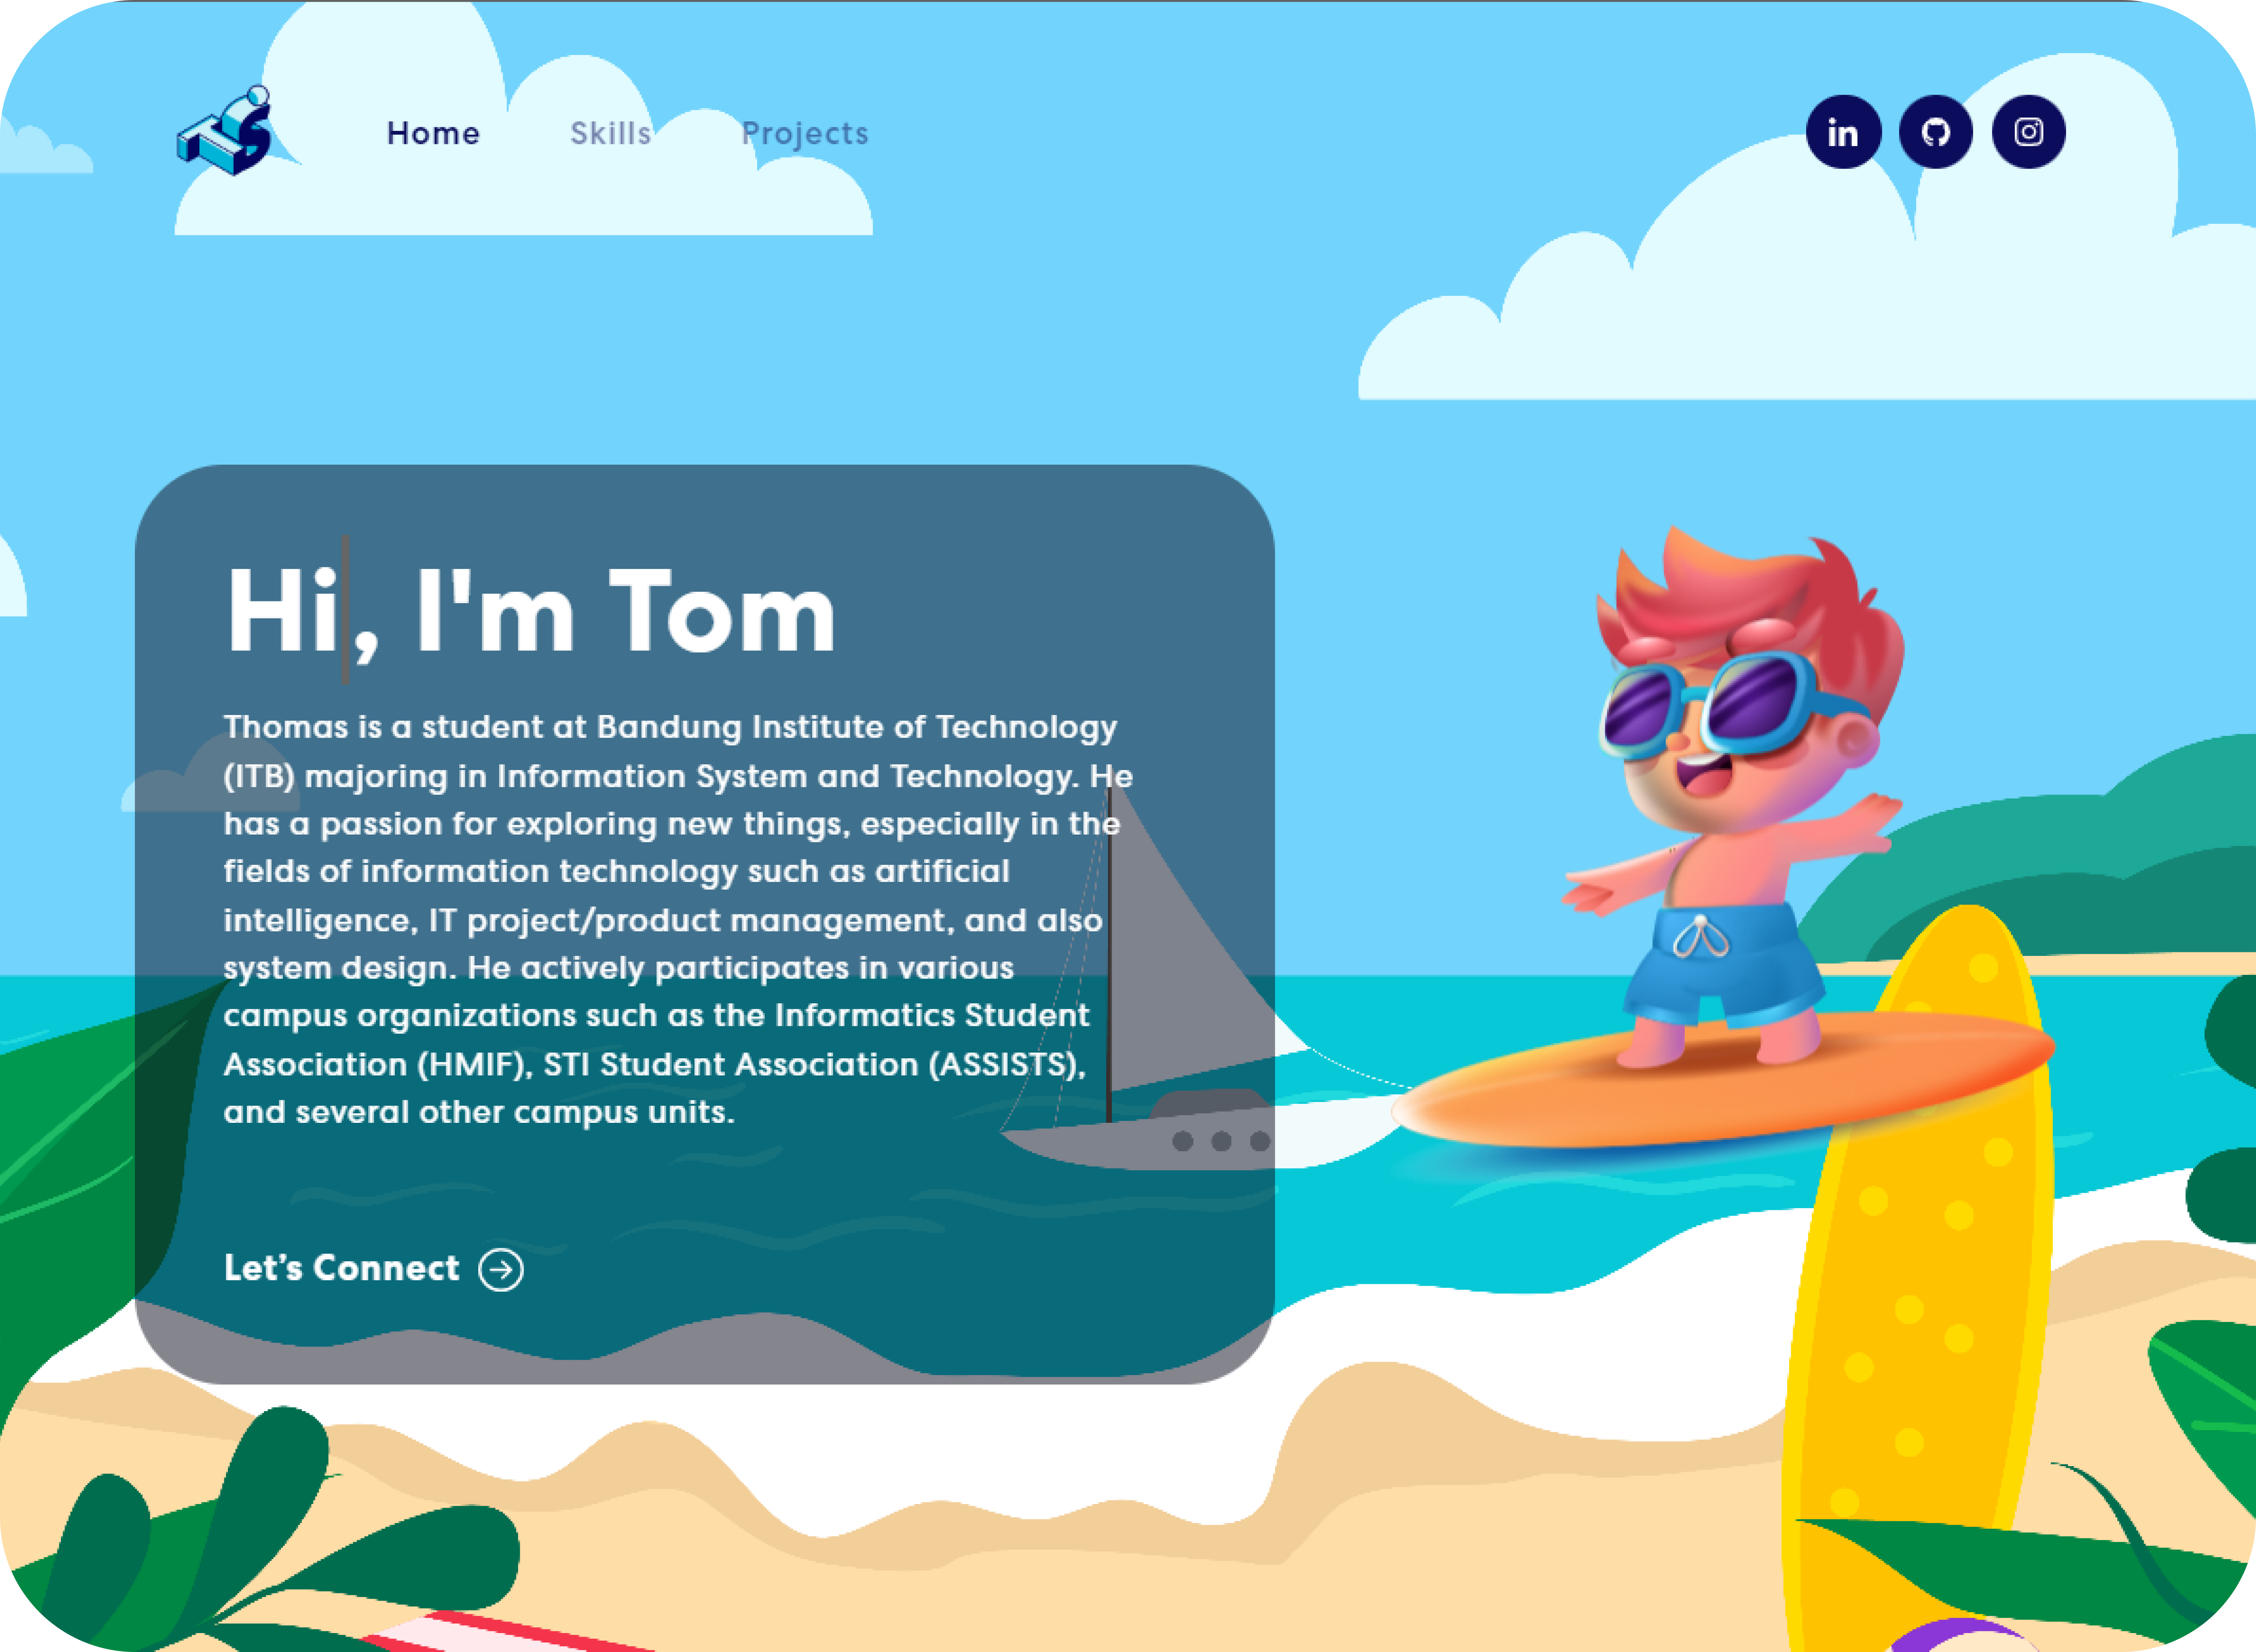 TS
Home Skills Projects
in
Hi, I'm Tom
Thomas is a student at Bandung Institute of Technology
(ITB) majoring in Information System and Technology. He
has a passion for exploring new things, especially in the
fields of information technology such as artificial
intelligence, IT project/product management, and also
system design. He actively participates in various
campus organizations such as the Informatics Student
Association (HMIF), STI Student Association (ASSISTS),
and several other campus units.
Let's Connect